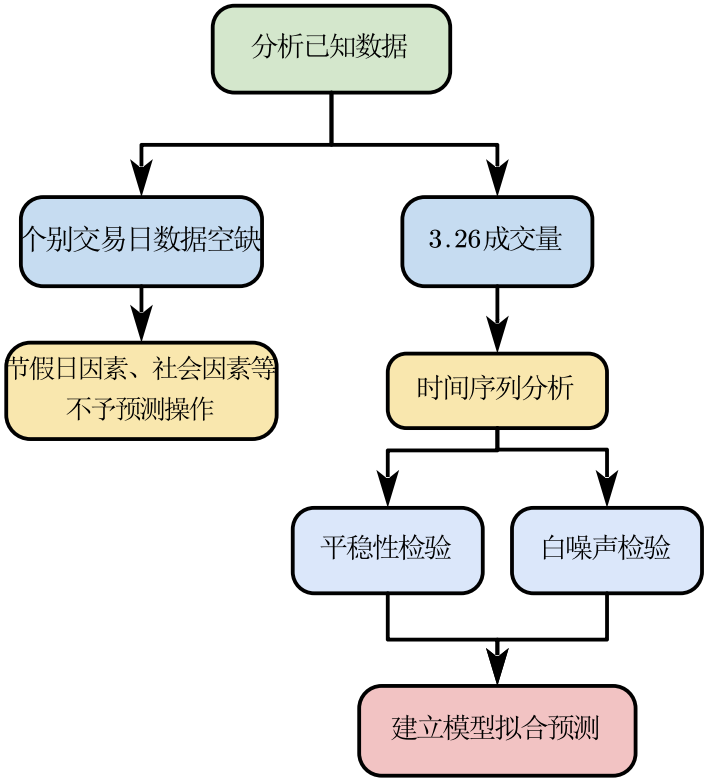 分析已知数据
个别交易日数据空缺
3.26成交量
节假日因素、社会因素等
不予预测操作
时间序列分析
平稳性检验
白噪声检验
建立模型拟合预测